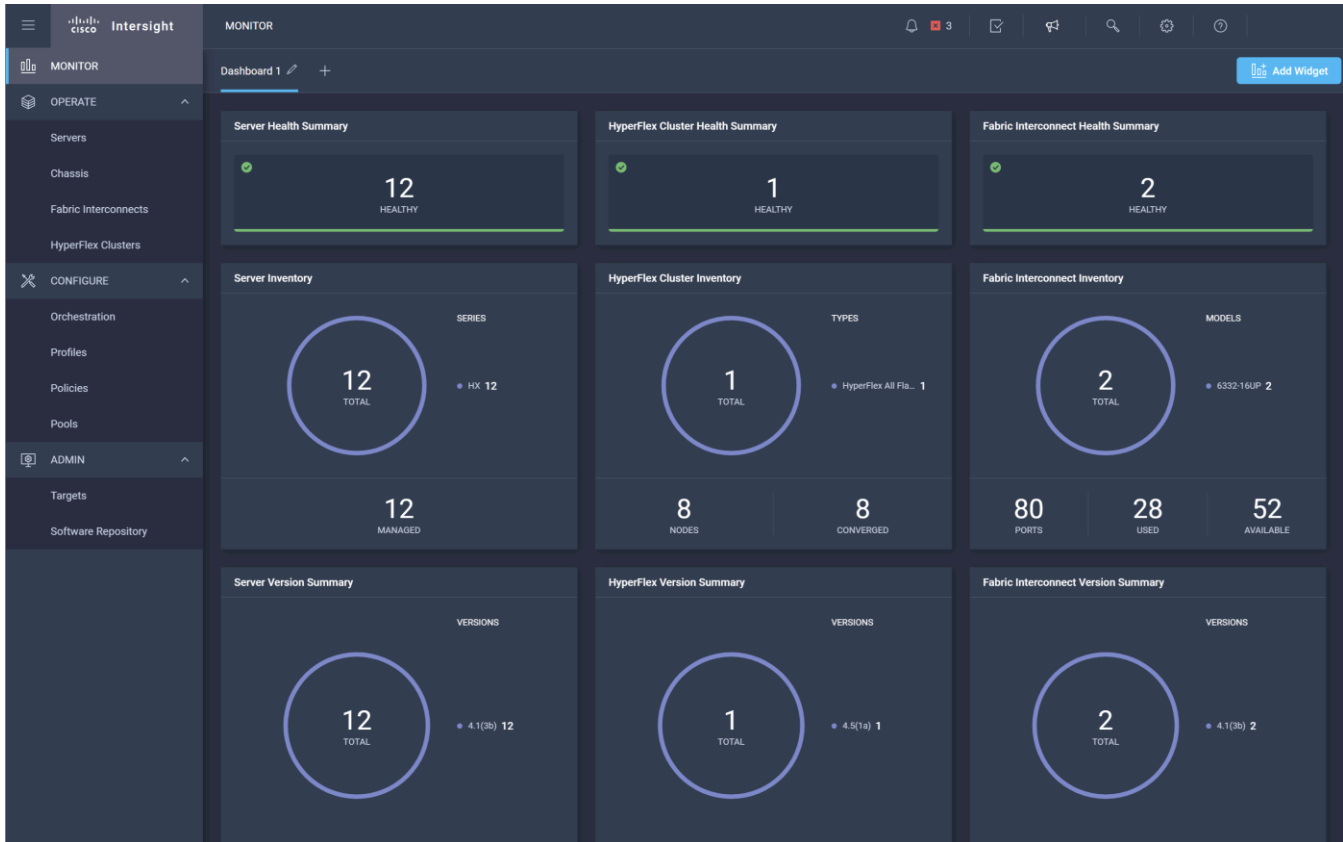 cisco Intersight
MONITOR
3
MONITOR
OPERATE
Servers
Chassis
Fabric Interconnects
HyperFlex Clusters
CONFIGURE
Orchestration
Profiles
Policies
Pools
ADMIN
Targets
Software Repository
Dashboard 1
Add Widget
Server Health Summary
12
HEALTHY
HyperFlex Cluster Health Summary
1
HEALTHY
Fabric Interconnect Health Summary
2
HEALTHY
Server Inventory
SERIES
12
TOTAL
HX 12
12
MANAGED
HyperFlex Cluster Inventory
TYPES
1
TOTAL
HyperFlex All Fla... 1
8
NODES
8
CONVERGED
Fabric Interconnect Inventory
MODELS
2
TOTAL
6332-16UP 2
80
PORTS
28
USED
52
AVAILABLE
Server Version Summary
VERSIONS
12
TOTAL
4.1(3b) 12
HyperFlex Version Summary
VERSIONS
1
TOTAL
4.5(1a) 1
Fabric Interconnect Version Summary
VERSIONS
2
TOTAL
4.1(3b) 2